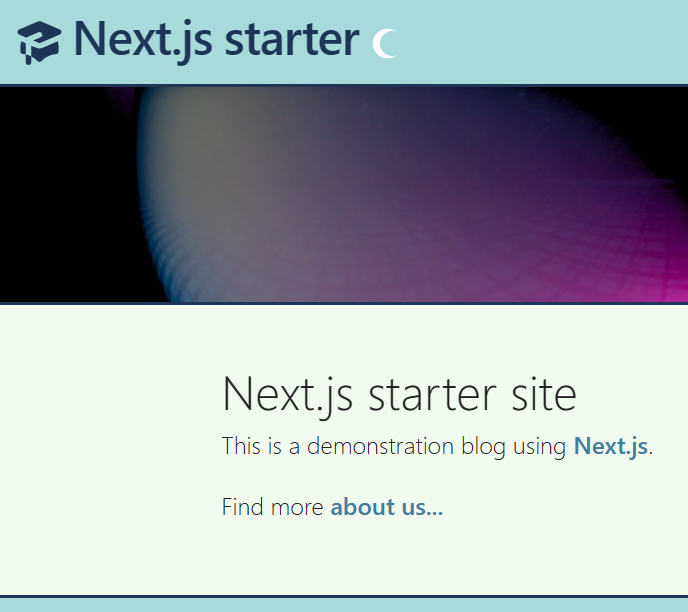 Next.js starter
Next.js starter site
This is a demonstration blog using Next.js.
Find more about us...